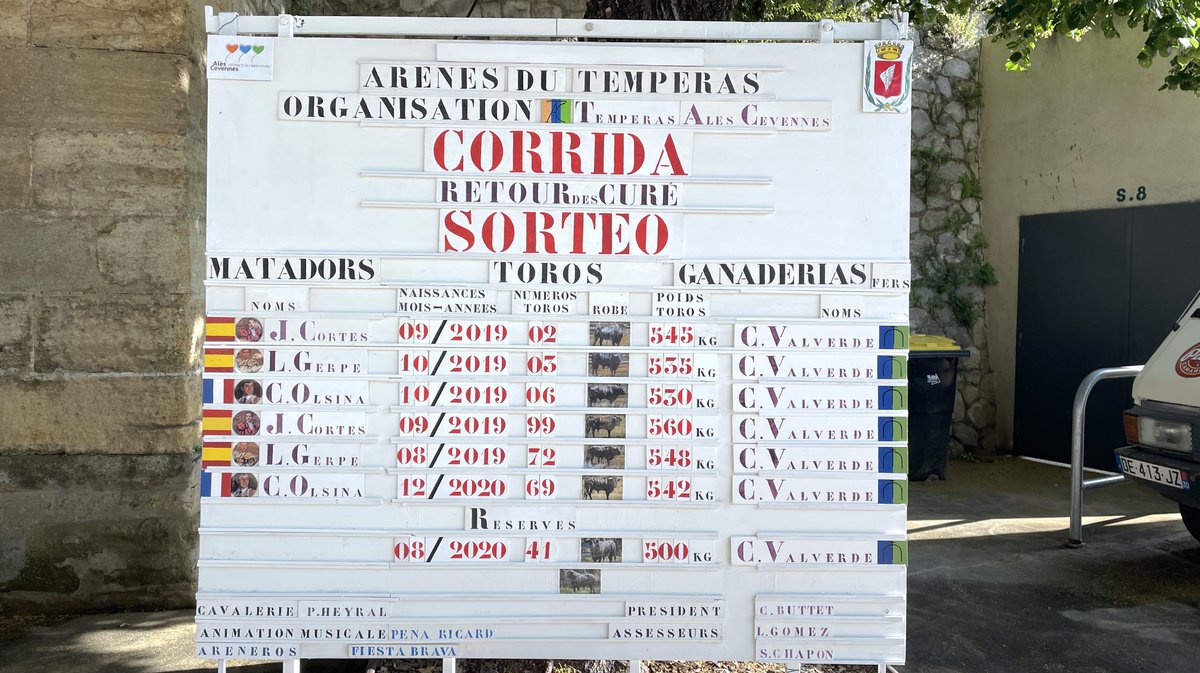 Alès Cévennes
ARENES DU TEMPERAS
ORGANISATION TEMPERAS ALES CEVENNES
CORRIDA
RETOUR DES CURÉ
SORTEO
S.8
MATADORS TOROS GANADERIAS FERS
NOMS NAISSANCES MOIS-ANNEES NUMEROS TOROS ROBE POIDS TOROS NOMS
J. CORTES 09/2019 02 545 KG C. VALVERDE
L. GERPE 10/2019 03 535 KG C. VALVERDE
C. OLSINA 10/2019 06 530 KG C. VALVERDE
J. CORTES 09/2019 99 560 KG C. VALVERDE
L. GERPE 08/2019 72 548 KG C. VALVERDE
C. OLSINA 12/2020 69 542 KG C. VALVERDE
DE-413-JZ
RESERVES
08/2020 41 500 KG C. VALVERDE
CAVALERIE P. HEYRAL PRESIDENT C. BUTTET
ANIMATION MUSICALE PENA RICARD ASSESSEURS L. GOMEZ
ARENEROS FIESTA BRAVA S. CHAPON